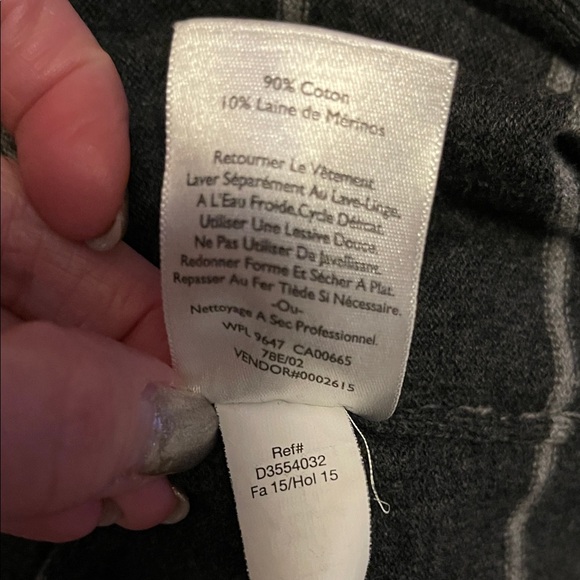 90% Coton
10% Laine de Mérinos
Retourner Le Vêtement.
Laver Séparément Au Lave-Linge,
A L'Eau Froide, Cycle Délicat.
Utiliser Une Lessive Douce.
Ne Pas Utiliser De Javellisant.
Redonner Forme Et Sécher A Plat.
Repasser Au Fer Tiède Si Nécessaire.
-Ou-
Nettoyage A Sec Professionnel.
WPL 9647 CA00665
78E/02
VENDOR#0002615
Ref#
D3554032
Fa 15/Hol 15